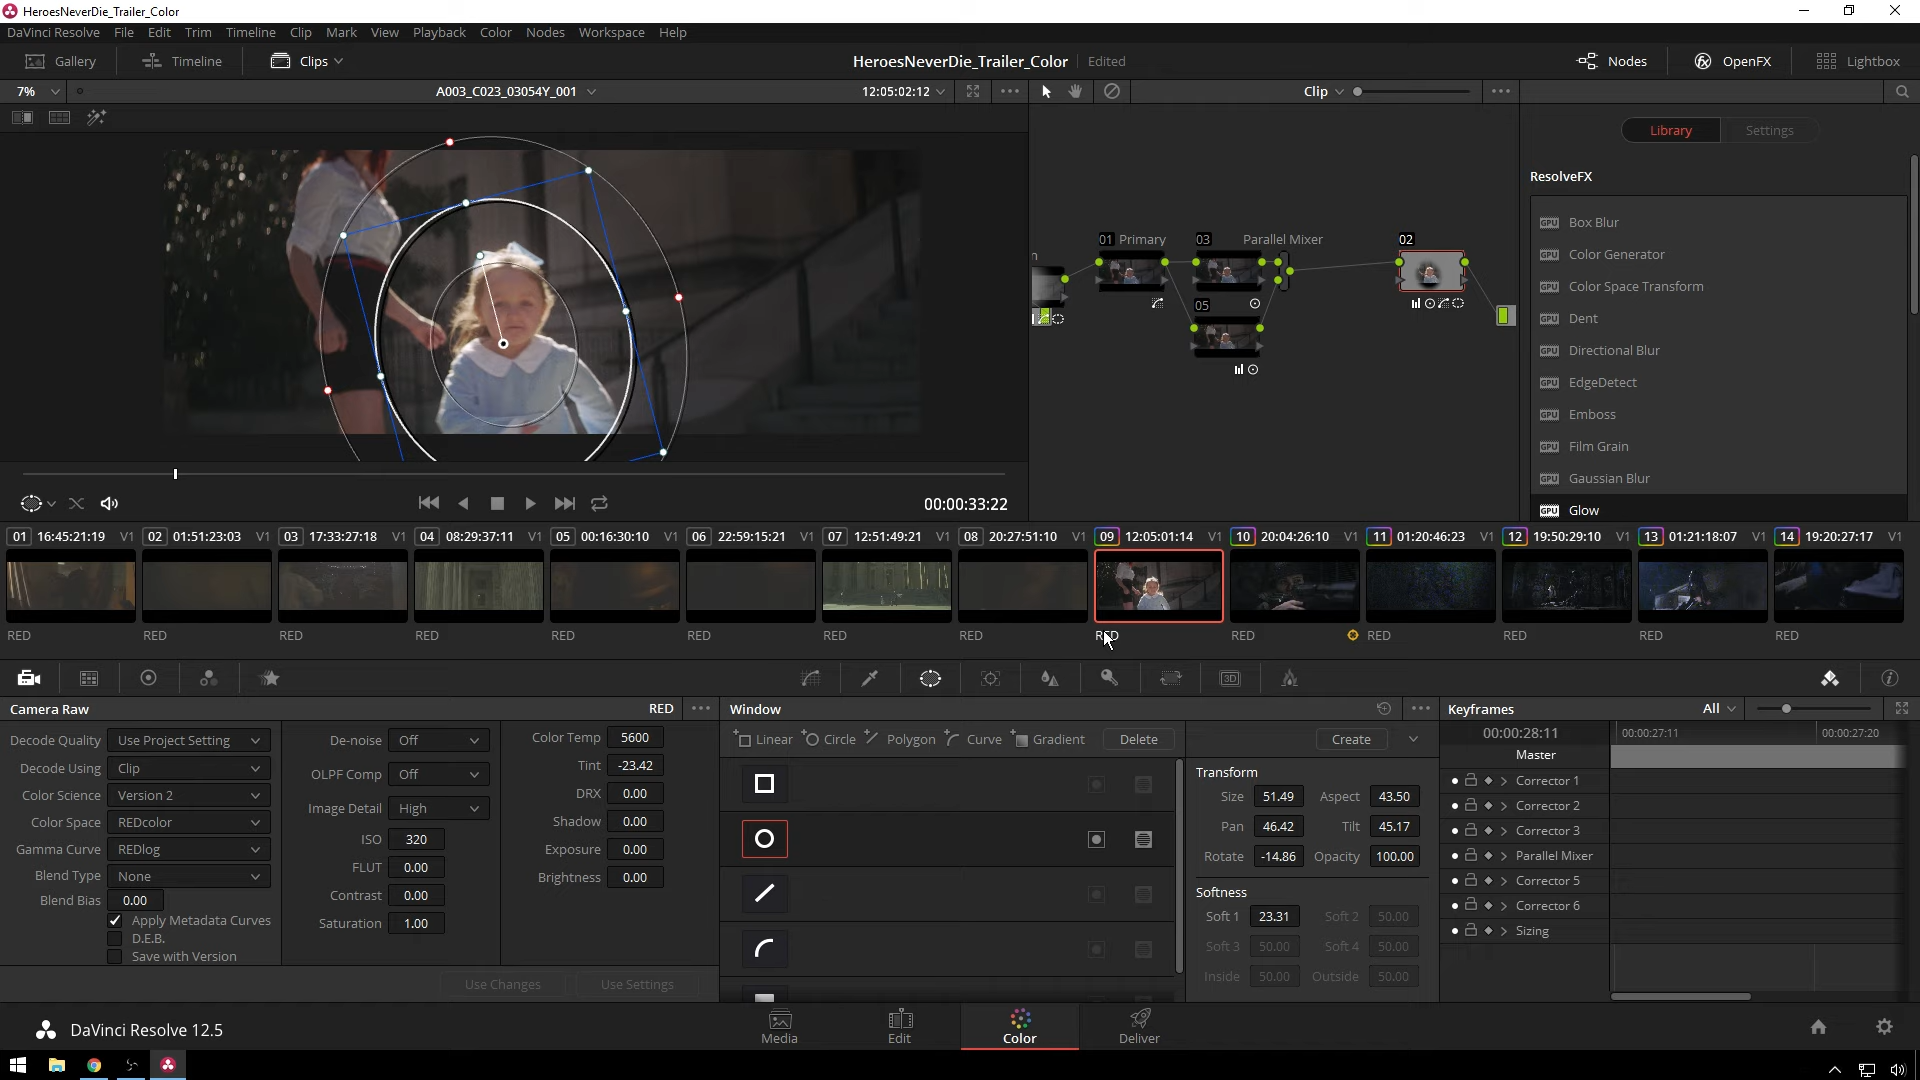 HeroesNeverDie_Trailer_Color
DaVinci Resolve File Edit Trim Timeline Clip Mark View Playback Color Nodes Workspace Help
Gallery Timeline Clips HeroesNeverDie_Trailer_Color Edited Nodes OpenFX Lightbox
7% A003_C023_03054Y_001 12:05:02:12 Clip
Library Settings
ResolveFX
GPU Box Blur
GPU Color Generator
GPU Color Space Transform
GPU Dent
GPU Directional Blur
GPU EdgeDetect
GPU Emboss
GPU Film Grain
GPU Gaussian Blur
GPU Glow
01 Primary 03 Parallel Mixer 02
05
00:00:33:22
01 16:45:21:19 V1 02 01:51:23:03 V1 03 17:33:27:18 V1 04 08:29:37:11 V1 05 00:16:30:10 V1 06 22:59:15:21 V1 07 12:51:49:21 V1 08 20:27:51:10 V1 09 12:05:01:14 V1 10 20:04:26:10 V1 11 01:20:46:23 V1 12 19:50:29:10 V1 13 01:21:18:07 V1 14 19:20:27:17 V1
RED RED RED RED RED RED RED RED RED RED RED RED RED RED
3D
Camera Raw RED
Decode Quality Use Project Setting
Decode Using Clip
Color Science Version 2
Color Space REDcolor
Gamma Curve REDlog
Blend Type None
Blend Bias 0.00
Apply Metadata Curves
D.E.B.
Save with Version
De-noise Off
OLPF Comp Off
Image Detail High
ISO 320
FLUT 0.00
Contrast 0.00
Saturation 1.00
Color Temp 5600
Tint -23.42
DRX 0.00
Shadow 0.00
Exposure 0.00
Brightness 0.00
Use Changes Use Settings
Window
Linear Circle Polygon Curve Gradient Delete
Create
Transform
Size 51.49 Aspect 43.50
Pan 46.42 Tilt 45.17
Rotate -14.86 Opacity 100.00
Softness
Soft 1 23.31 Soft 2 50.00
Soft 3 50.00 Soft 4 50.00
Inside 50.00 Outside 50.00
Keyframes All
00:00:28:11 00:00:27:11 00:00:27:20
Master
Corrector 1
Corrector 2
Corrector 3
Parallel Mixer
Corrector 5
Corrector 6
Sizing
DaVinci Resolve 12.5
Media Edit Color Deliver